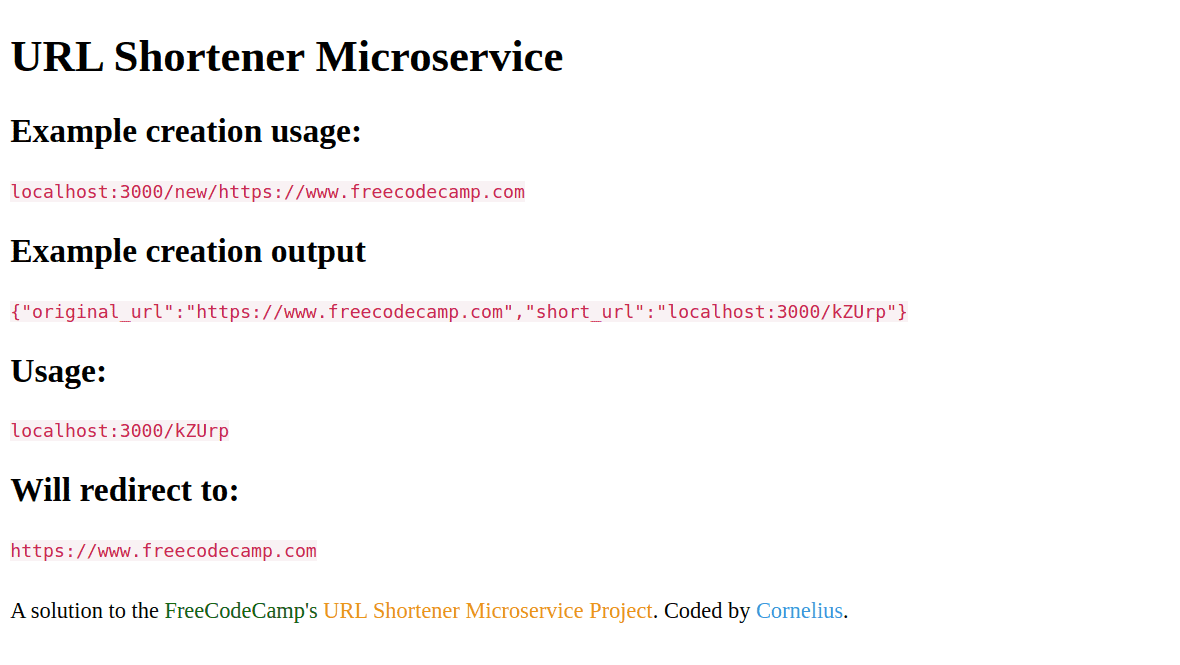 URL Shortener Microservice
Example creation usage:
localhost:3000/new/https://www.freecodecamp.com
Example creation output
{"original_url":"https://www.freecodecamp.com","short_url":"localhost:3000/kZUrp"}
Usage:
localhost:3000/kZUrp
Will redirect to:
https://www.freecodecamp.com
A solution to the FreeCodeCamp's URL Shortener Microservice Project. Coded by Cornelius.